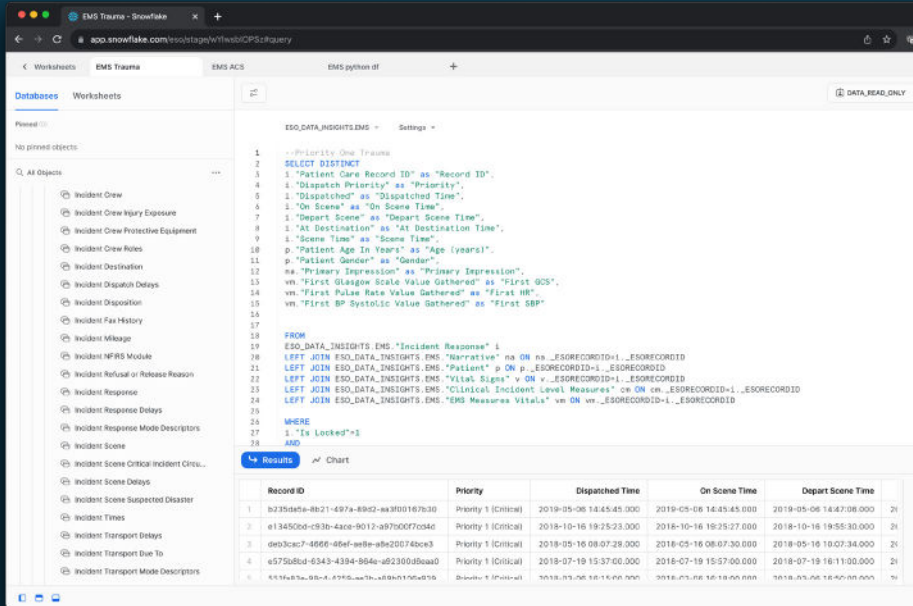 EMS Trauma - Snowflake
app.snowflake.com/eso/stage/
Worksheets
EMS Trauma
EMS ACS
EMS python df
Databases
Worksheets
DATA_READ_ONLY
Pinned
No pinned objects
All Objects
Incident Crew
Incident Crew Injury Exposure
Incident Crew Protective Equipment
Incident Crew Roles
Incident Destination
Incident Dispatch Delays
Incident Disposition
Incident Fax History
Incident Mileage
Incident NFIRS Module
Incident Refusal or Release Reason
Incident Response
Incident Response Delays
Incident Response Mode Descriptors
Incident Scene
Incident Scene Critical Incident Circu...
Incident Scene Delays
Incident Scene Suspected Disaster
Incident Times
Incident Transport Delays
Incident Transport Due To
Incident Transport Mode Descriptors
ESO_DATA_INSIGHTS.EMS
Settings
1 --Priority One Trauma
2 SELECT DISTINCT
3 i."Patient Care Record ID" as "Record ID",
4 i."Dispatch Priority" as "Priority",
5 i."Dispatched" as "Dispatched Time",
6 i."On Scene" as "On Scene Time",
7 i."Depart Scene" as "Depart Scene Time",
8 i."At Destination" as "At Destination Time",
9 i."Scene Time" as "Scene Time",
10 p."Patient Age In Years" as "Age (years)",
11 p."Patient Gender" as "Gender",
12 na."Primary Impression" as "Primary Impression",
13 vm."First Glasgow Scale Value Gathered" as "First GCS",
14 vm."First Pulse Rate Value Gathered" as "First HR",
15 vm."First BP Systolic Value Gathered" as "First SBP"
16
17
18 FROM
19 ESO_DATA_INSIGHTS.EMS."Incident Response" i
20 LEFT JOIN ESO_DATA_INSIGHTS.EMS."Narrative" na ON na._ESORECORDID=i._ESORECORDID
21 LEFT JOIN ESO_DATA_INSIGHTS.EMS."Patient" p ON p._ESORECORDID=i._ESORECORDID
22 LEFT JOIN ESO_DATA_INSIGHTS.EMS."Vital Signs" v ON v._ESORECORDID=i._ESORECORDID
23 LEFT JOIN ESO_DATA_INSIGHTS.EMS."Clinical Incident Level Measures" cm ON cm._ESORECORDID=i._ESORECORDID
24 LEFT JOIN ESO_DATA_INSIGHTS.EMS."EMS Measures Vitals" vm ON vm._ESORECORDID=i._ESORECORDID
25
26 WHERE
27 i."Is Locked"=1
28 AND
Results
Chart
Record ID Priority Dispatched Time On Scene Time Depart Scene Time
1 b235da5a-8b21-497a-89d2-aa3f00167b30 Priority 1 (Critical) 2019-05-06 14:45:45.000 2019-05-06 14:45:45.000 2019-05-06 14:47:08.000
2 e13450bd-c93b-4ace-9012-a97b00f7cd4d Priority 1 (Critical) 2018-10-16 19:25:23.000 2018-10-16 19:25:27.000 2018-10-16 19:55:30.000
3 deb3cac7-4666-46ef-ae8e-a8e20074bce3 Priority 1 (Critical) 2018-05-16 08:07:29.000 2018-05-16 08:07:30.000 2018-05-16 10:07:34.000
4 e575b8bd-6343-4394-864e-a92300d6eaa0 Priority 1 (Critical) 2018-07-19 15:37:00.000 2018-07-19 15:57:00.000 2018-07-19 16:11:00.000
5 Priority 1 (Critical)